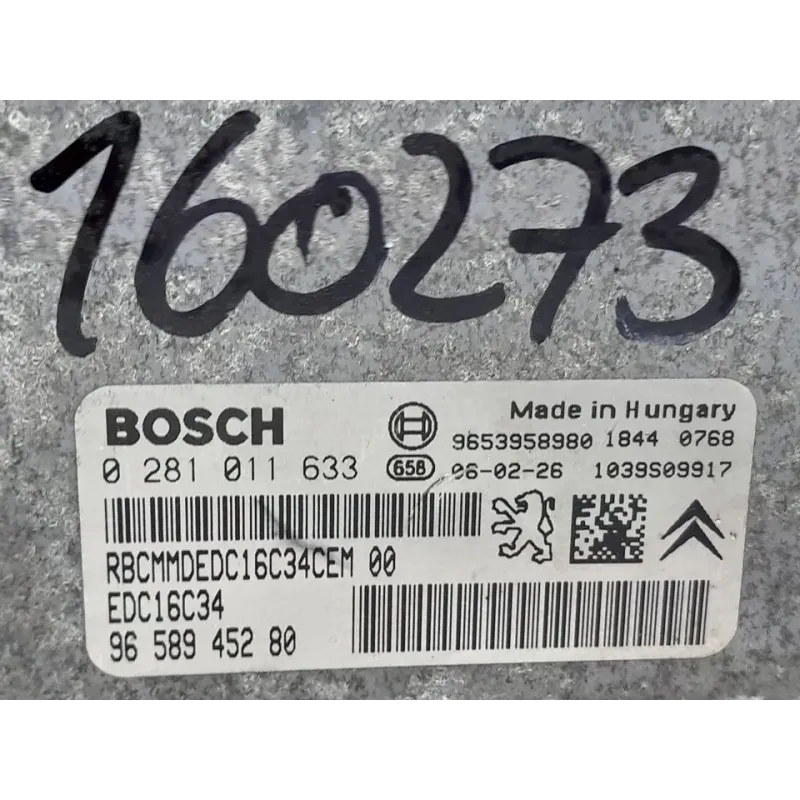 160273
BOSCH
Made in Hungary
9653958980 1844 0768
0 281 011 633 658 06-02-26 1039S09917
RBCMMDEDC16C34CEM 00
EDC16C34
96 589 452 80